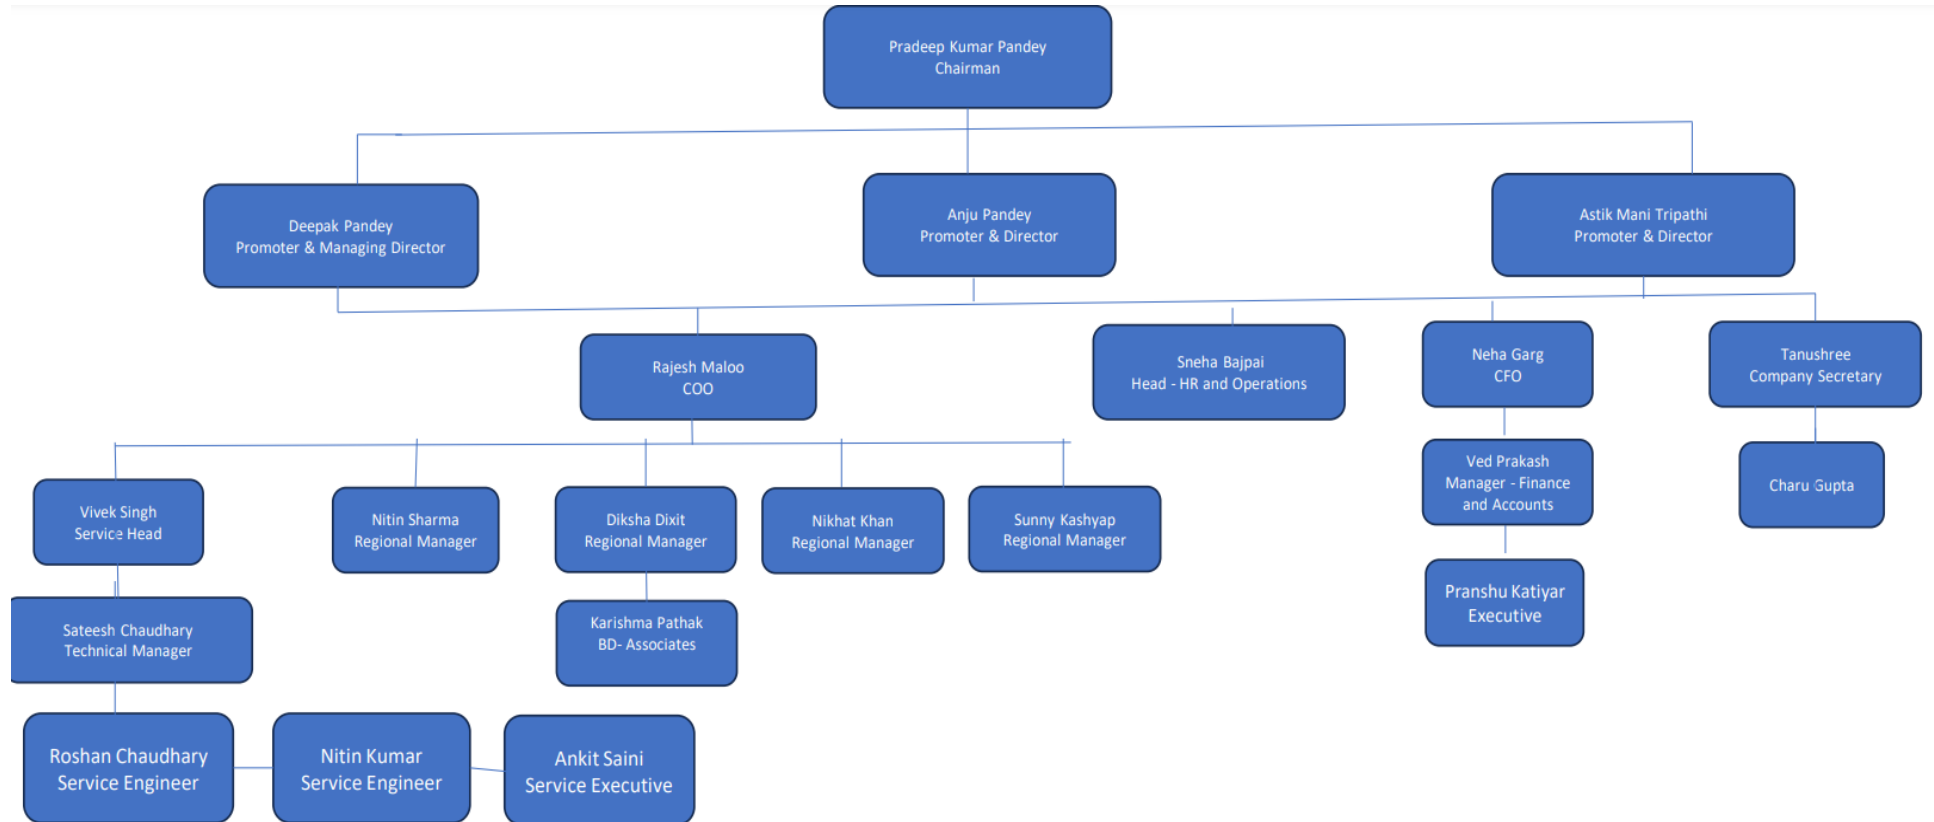 Pradeep Kumar Pandey
Chairman
Deepak Pandey
Promoter & Managing Director
Anju Pandey
Promoter & Director
Astik Mani Tripathi
Promoter & Director
Rajesh Maloo
COO
Sneha Bajpai
Head - HR and Operations
Neha Garg
CFO
Tanushree
Company Secretary
Vivek Singh
Service Head
Nitin Sharma
Regional Manager
Diksha Dixit
Regional Manager
Nikhat Khan
Regional Manager
Sunny Kashyap
Regional Manager
Ved Prakash
Manager - Finance
and Accounts
Charu Gupta
Sateesh Chaudhary
Technical Manager
Karishma Pathak
BD- Associates
Pranshu Katiyar
Executive
Roshan Chaudhary
Service Engineer
Nitin Kumar
Service Engineer
Ankit Saini
Service Executive